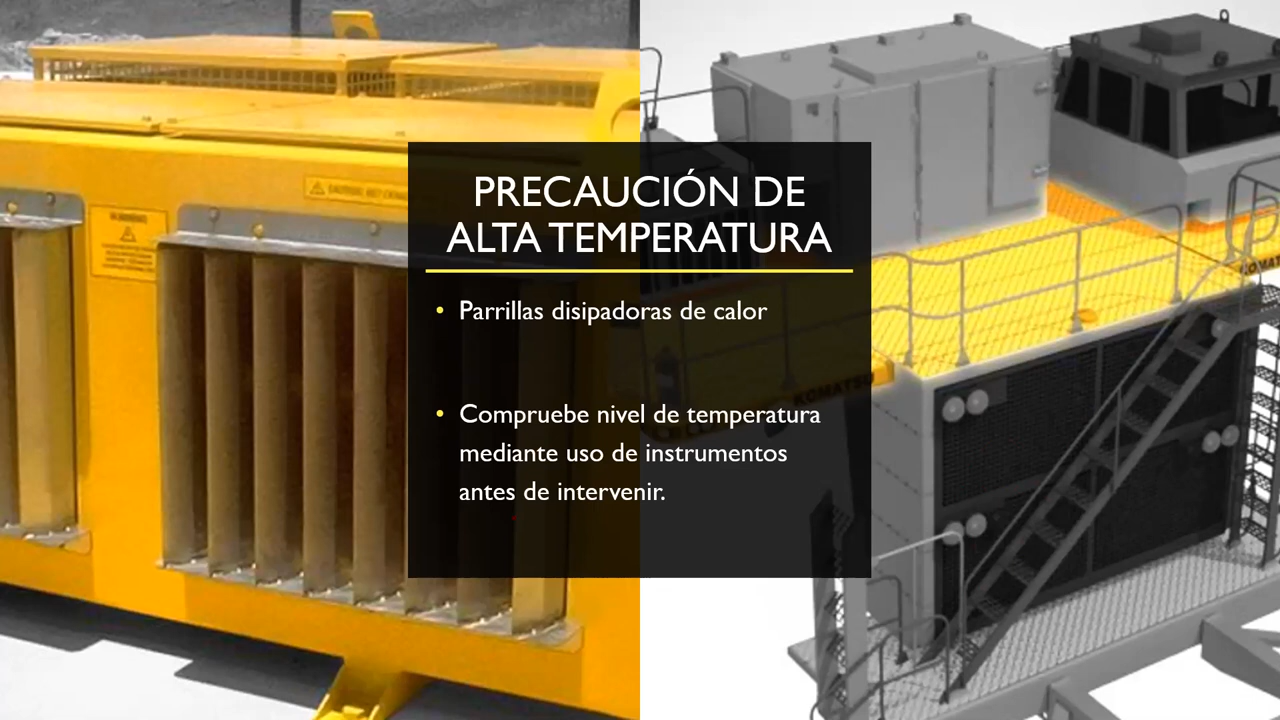 PRECAUCIÓN DE
ALTA TEMPERATURA
• Parrillas disipadoras de calor
• Compruebe nivel de temperatura
mediante uso de instrumentos
antes de intervenir.
KOMATSU